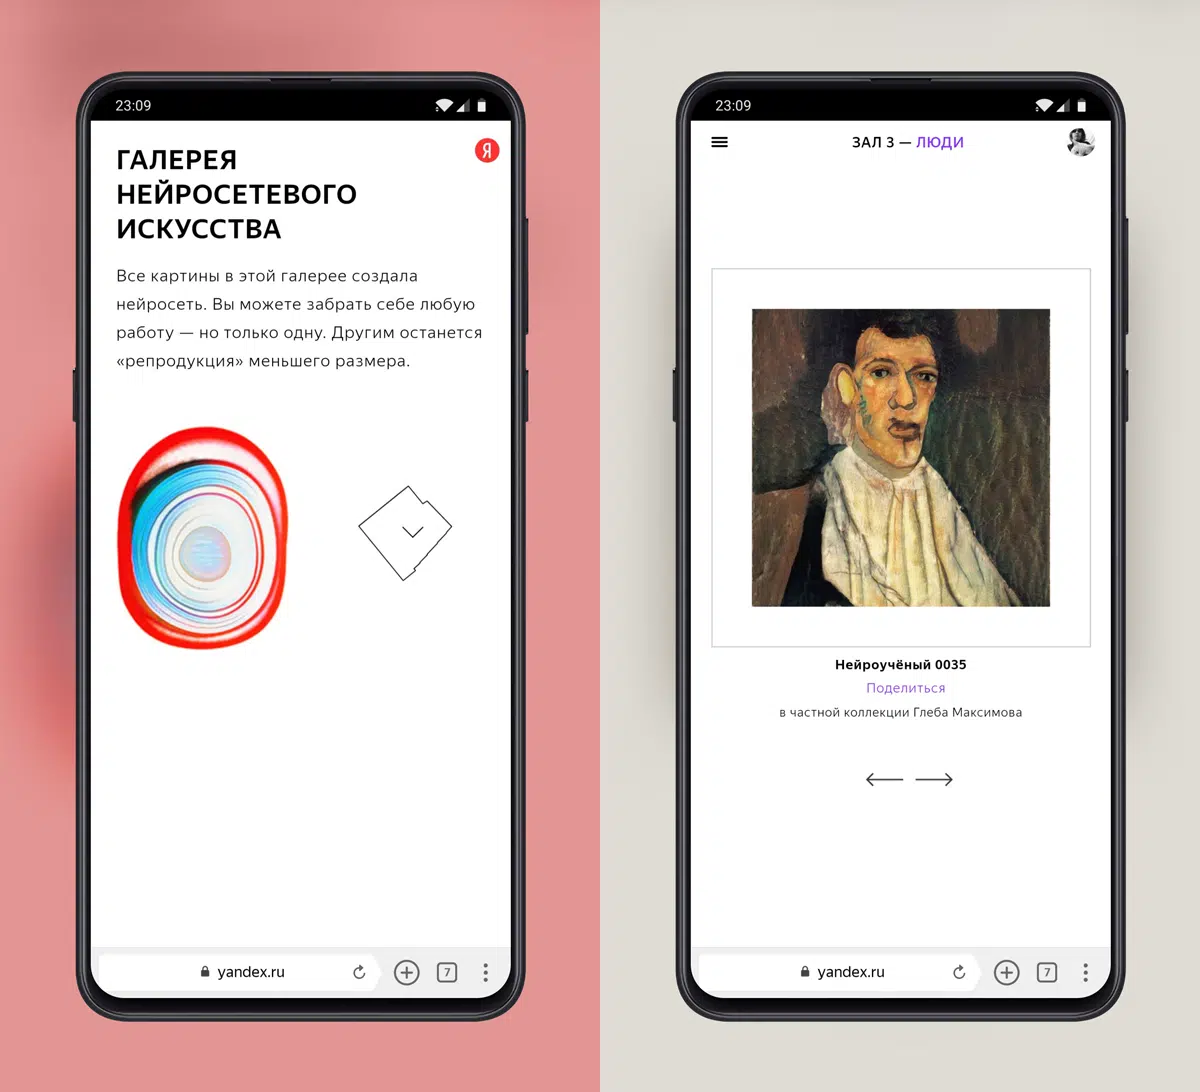 23:09
ГАЛЕРЕЯ
НЕЙРОСЕТЕВОГО
ИСКУССТВА
Я
Все картины в этой галерее создала
нейросеть. Вы можете забрать себе любую
работу — но только одну. Другим останется
«репродукция» меньшего размера.
yandex.ru
7
23:09
ЗАЛ 3 — ЛЮДИ
Нейроучёный 0035
Поделиться
в частной коллекции Глеба Максимова
yandex.ru
7